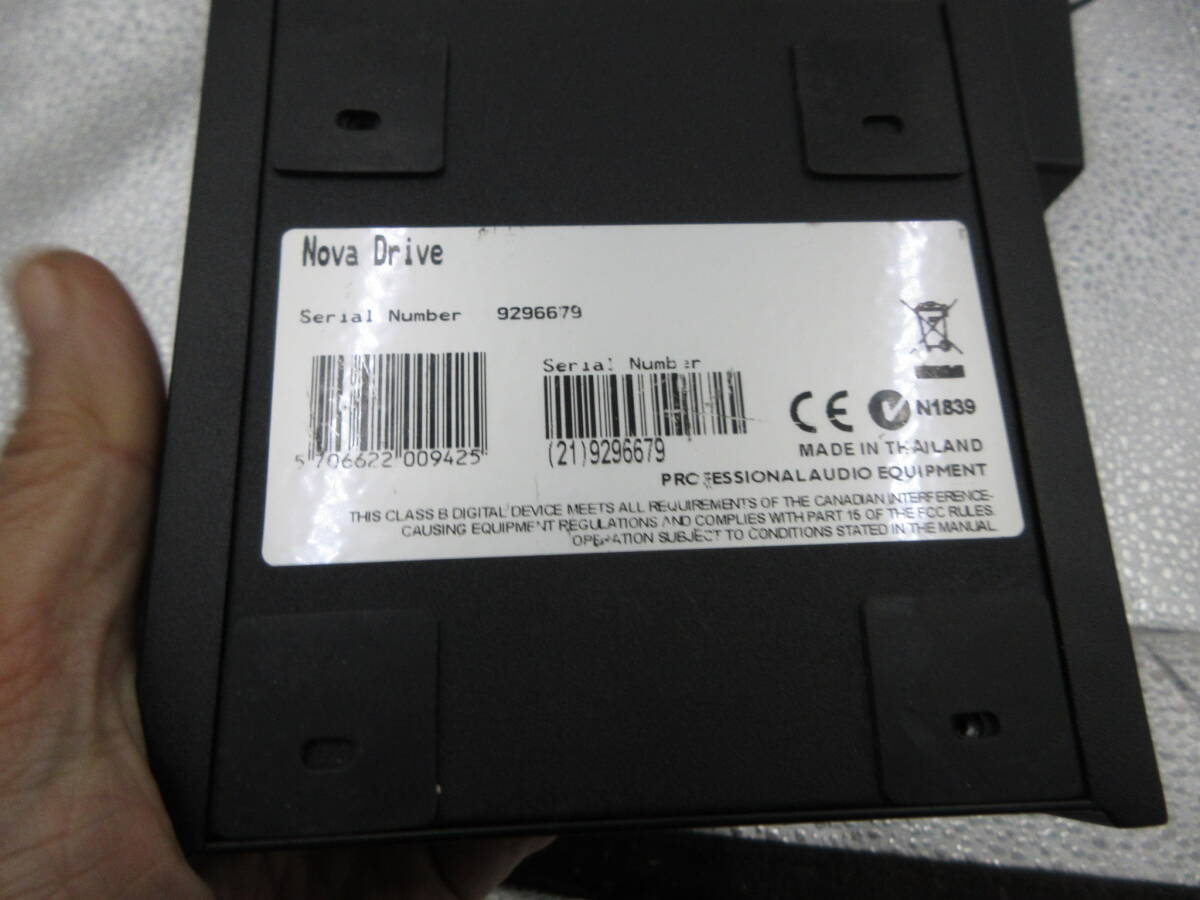 Nova Drive
Serial Number 9296679
Serial Number
5 706622 009425
(21)9296679
CE N1839
MADE IN THAILAND
PROFESSIONAL AUDIO EQUIPMENT
THIS CLASS B DIGITAL DEVICE MEETS ALL REQUIREMENTS OF THE CANADIAN INTERFERENCE-
CAUSING EQUIPMENT REGULATIONS AND COMPLIES WITH PART 15 OF THE FCC RULES.
OPERATION SUBJECT TO CONDITIONS STATED IN THE MANUAL.